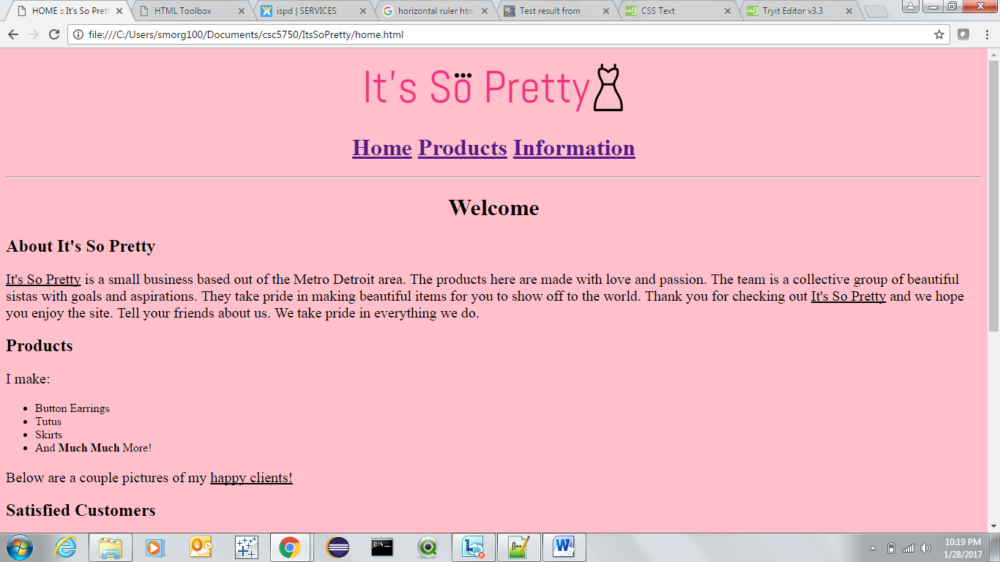 HOME :: It's So Prett
HTML Toolbox
ispd | SERVICES
horizontal ruler htm
Test result from
CSS Text
Tryit Editor v3.3
file:///C:/Users/smorg100/Documents/csc5750/ItsSoPretty/home.html
It's So Pretty
Home Products Information
Welcome
About It's So Pretty
It's So Pretty is a small business based out of the Metro Detroit area. The products here are made with love and passion. The team is a collective group of beautiful
sistas with goals and aspirations. They take pride in making beautiful items for you to show off to the world. Thank you for checking out It's So Pretty and we hope
you enjoy the site. Tell your friends about us. We take pride in everything we do.
Products
I make:
• Button Earrings
• Tutus
• Skirts
• And Much Much More!
Below are a couple pictures of my happy clients!
Satisfied Customers
10:19 PM
1/28/2017